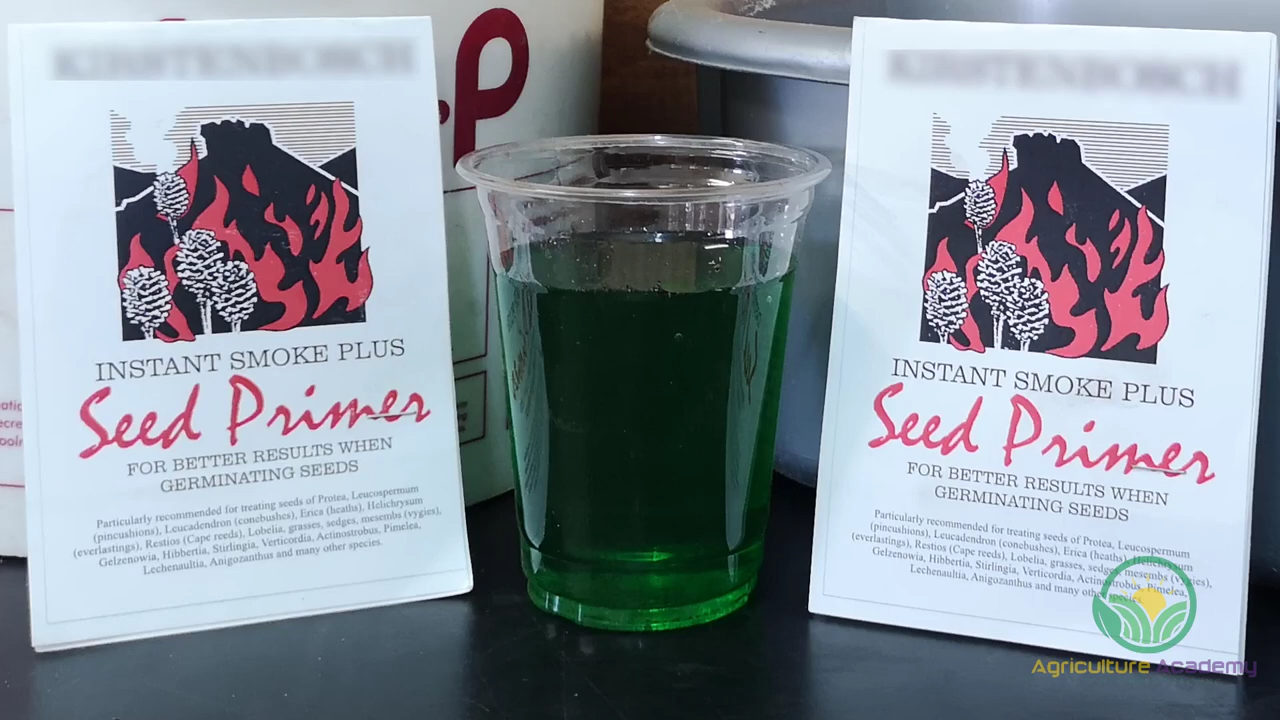 INSTANT SMOKE PLUS
Seed Primer
FOR BETTER RESULTS WHEN
GERMINATING SEEDS
Particularly recommended for treating seeds of Protea, Leucospermum
(pincushions), Leucadendron (conebushes), Erica (heaths), Helichrysum
(everlastings), Restios (Cape reeds), Lobelia, grasses, sedges, mesembs (vygies),
Gelzenowia, Hibbertia, Stirlingia, Verticordia, Actinostrobus, Pimelea,
Lechenaultia, Anigozanthus and many other species.
p
INSTANT SMOKE PLUS
Seed Primer
FOR BETTER RESULTS WHEN
GERMINATING SEEDS
Particularly recommended for treating seeds of Protea, Leucospermum
(pincushions), Leucadendron (conebushes), Erica (heaths), Helichrysum
(everlastings), Restios (Cape reeds), Lobelia, grasses, sedges, mesembs (vygies),
Gelzenowia, Hibbertia, Stirlingia, Verticordia, Actinostrobus, Pimelea,
Lechenaultia, Anigozanthus and many other species.
Agriculture Academy